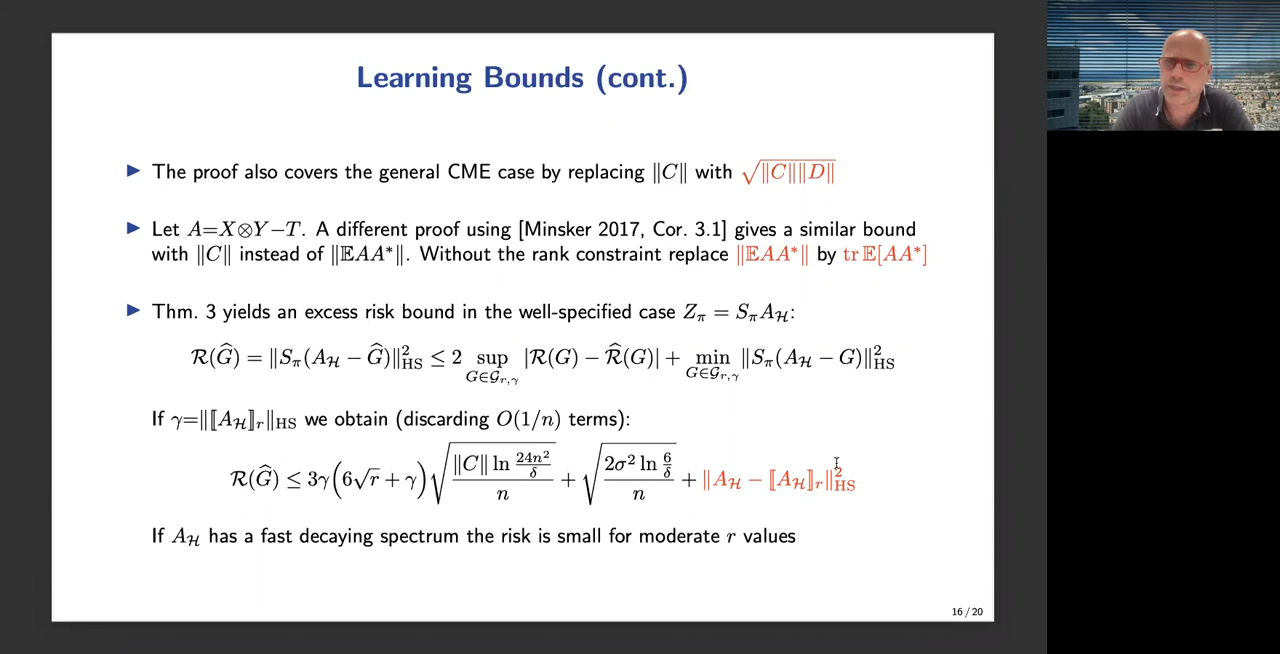 Learning Bounds (cont.)
▶ The proof also covers the general CME case by replacing ‖C‖ with √‖C‖‖D‖
▶ Let A=X⊗Y−T. A different proof using [Minsker 2017, Cor. 3.1] gives a similar bound
with ‖C‖ instead of ‖𝔼AA*‖. Without the rank constraint replace ‖𝔼AA*‖ by tr 𝔼[AA*]
▶ Thm. 3 yields an excess risk bound in the well-specified case Z_π = S_π A_ℋ:
ℛ(Ĝ) = ‖S_π(A_ℋ − Ĝ)‖²_HS ≤ 2 sup_{G∈𝒢_{r,γ}} |ℛ(G) − ℛ̂(G)| + min_{G∈𝒢_{r,γ}} ‖S_π(A_ℋ − G)‖²_HS
If γ=‖⟦A_ℋ⟧_r‖_HS we obtain (discarding O(1/n) terms):
ℛ(Ĝ) ≤ 3γ(6√r + γ)√(‖C‖ ln (24n²/δ) / n) + √(2σ² ln (6/δ) / n) + ‖A_ℋ − ⟦A_ℋ⟧_r‖²_HS
If A_ℋ has a fast decaying spectrum the risk is small for moderate r values
16 / 20